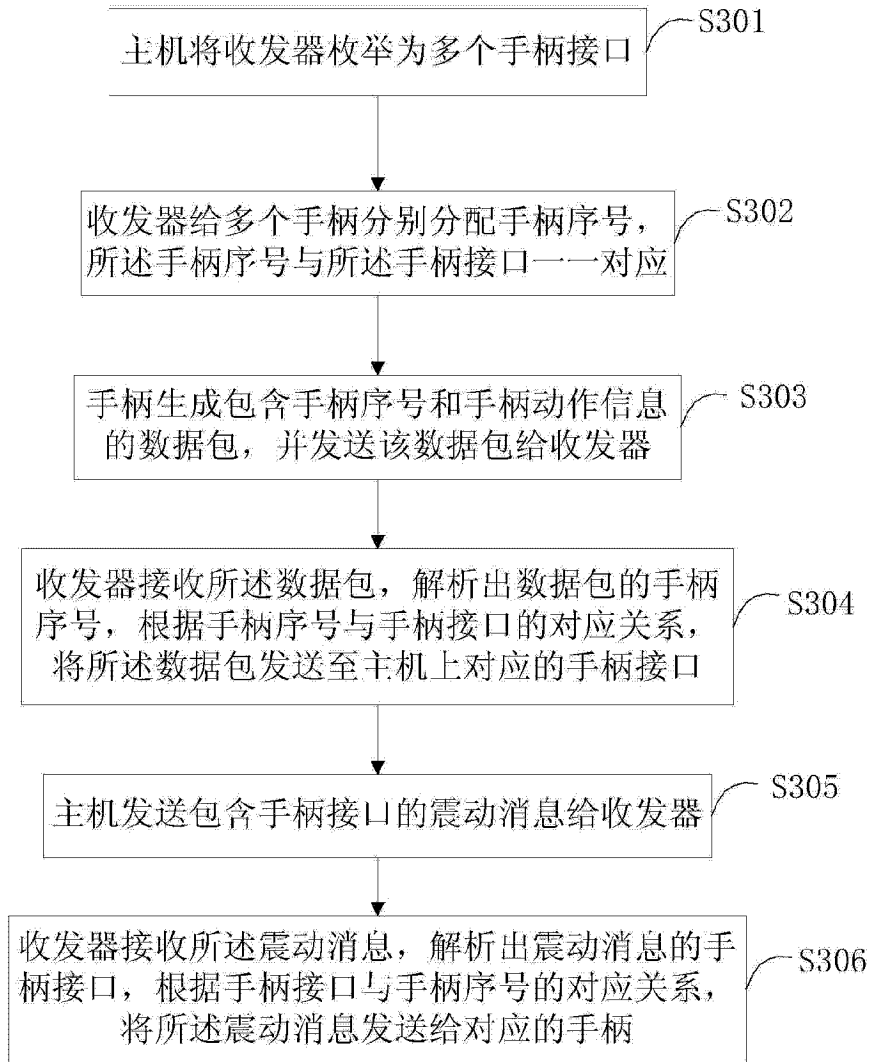 主机将收发器枚举为多个手柄接口
S301
收发器给多个手柄分别分配手柄序号，
所述手柄序号与所述手柄接口一一对应
S302
手柄生成包含手柄序号和手柄动作信息
的数据包，并发送该数据包给收发器
S303
收发器接收所述数据包，解析出数据包的手柄
序号，根据手柄序号与手柄接口的对应关系，
将所述数据包发送至主机上对应的手柄接口
S304
主机发送包含手柄接口的震动消息给收发器
S305
收发器接收所述震动消息，解析出震动消息的手
柄接口，根据手柄接口与手柄序号的对应关系，
将所述震动消息发送给对应的手柄
S306